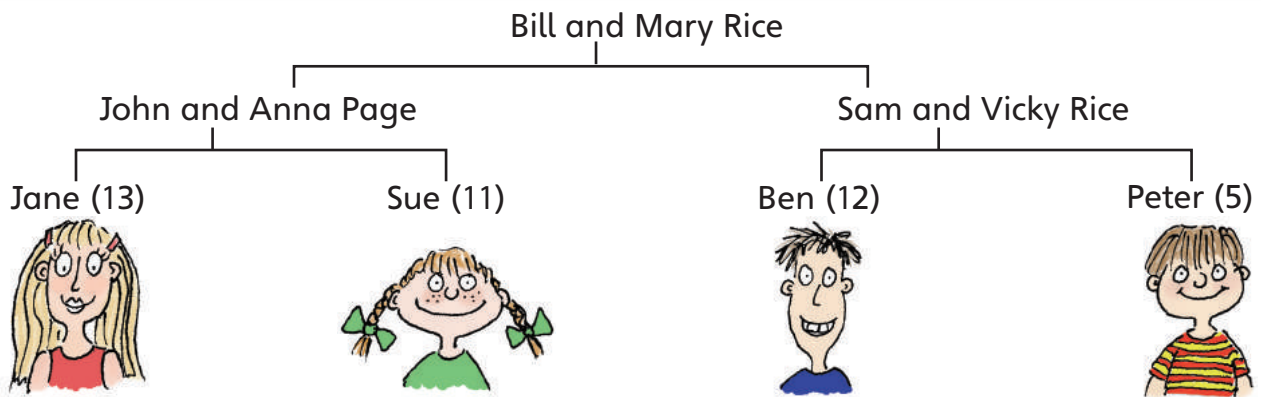 Bill and Mary Rice
John and Anna Page Sam and Vicky Rice
Jane (13) Sue (11) Ben (12) Peter (5)